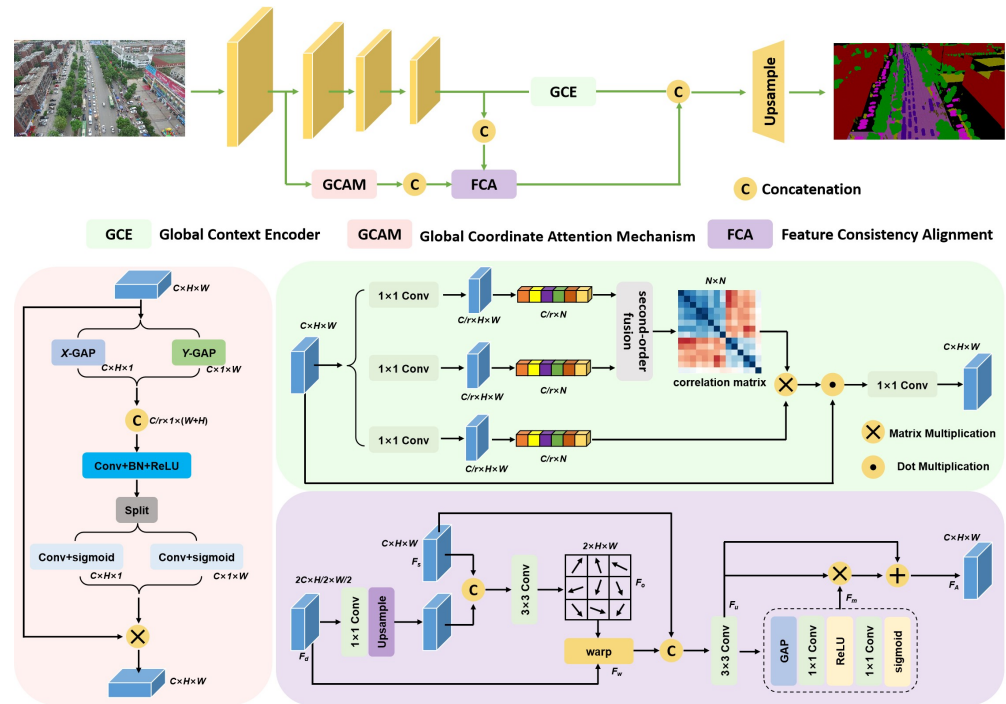 GCE
C
Upsample
C
GCAM
C
FCA
C
Concatenation
GCE
Global Context Encoder
GCAM
Global Coordinate Attention Mechanism
FCA
Feature Consistency Alignment
C×H×W
X-GAP
Y-GAP
C×H×1
C×1×W
C
C/r×1×(W+H)
Conv+BN+ReLU
Split
Conv+sigmoid
Conv+sigmoid
C×H×1
C×1×W
C×H×W
C×H×W
1×1 Conv
C/r×H×W
C/r×N
1×1 Conv
C/r×H×W
C/r×N
1×1 Conv
C/r×H×W
C/r×N
second-order
fusion
N×N
correlation matrix
1×1 Conv
C×H×W
Matrix Multiplication
Dot Multiplication
C×H×W
Fs
2C×H/2×W/2
Fd
1×1 Conv
Upsample
C
3×3 Conv
2×H×W
Fo
warp
Fw
C
3×3 Conv
Fu
Fm
GAP
1×1 Conv
ReLU
1×1 Conv
sigmoid
C×H×W
FA